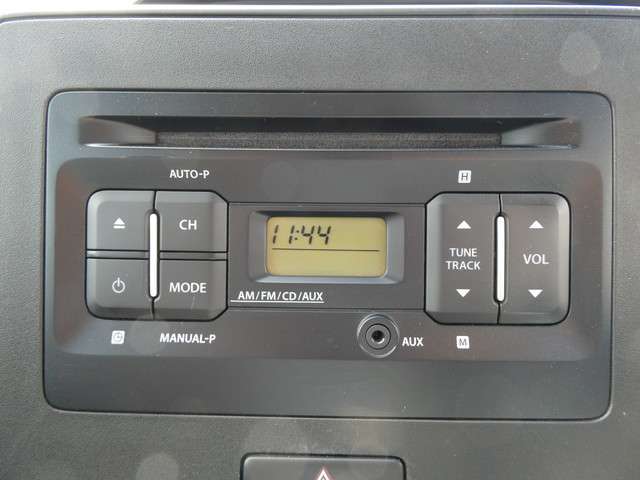 AUTO-P
H
CH
11:44
TUNE
TRACK
VOL
MODE
AM/FM/CD/AUX
MANUAL-P
AUX
M